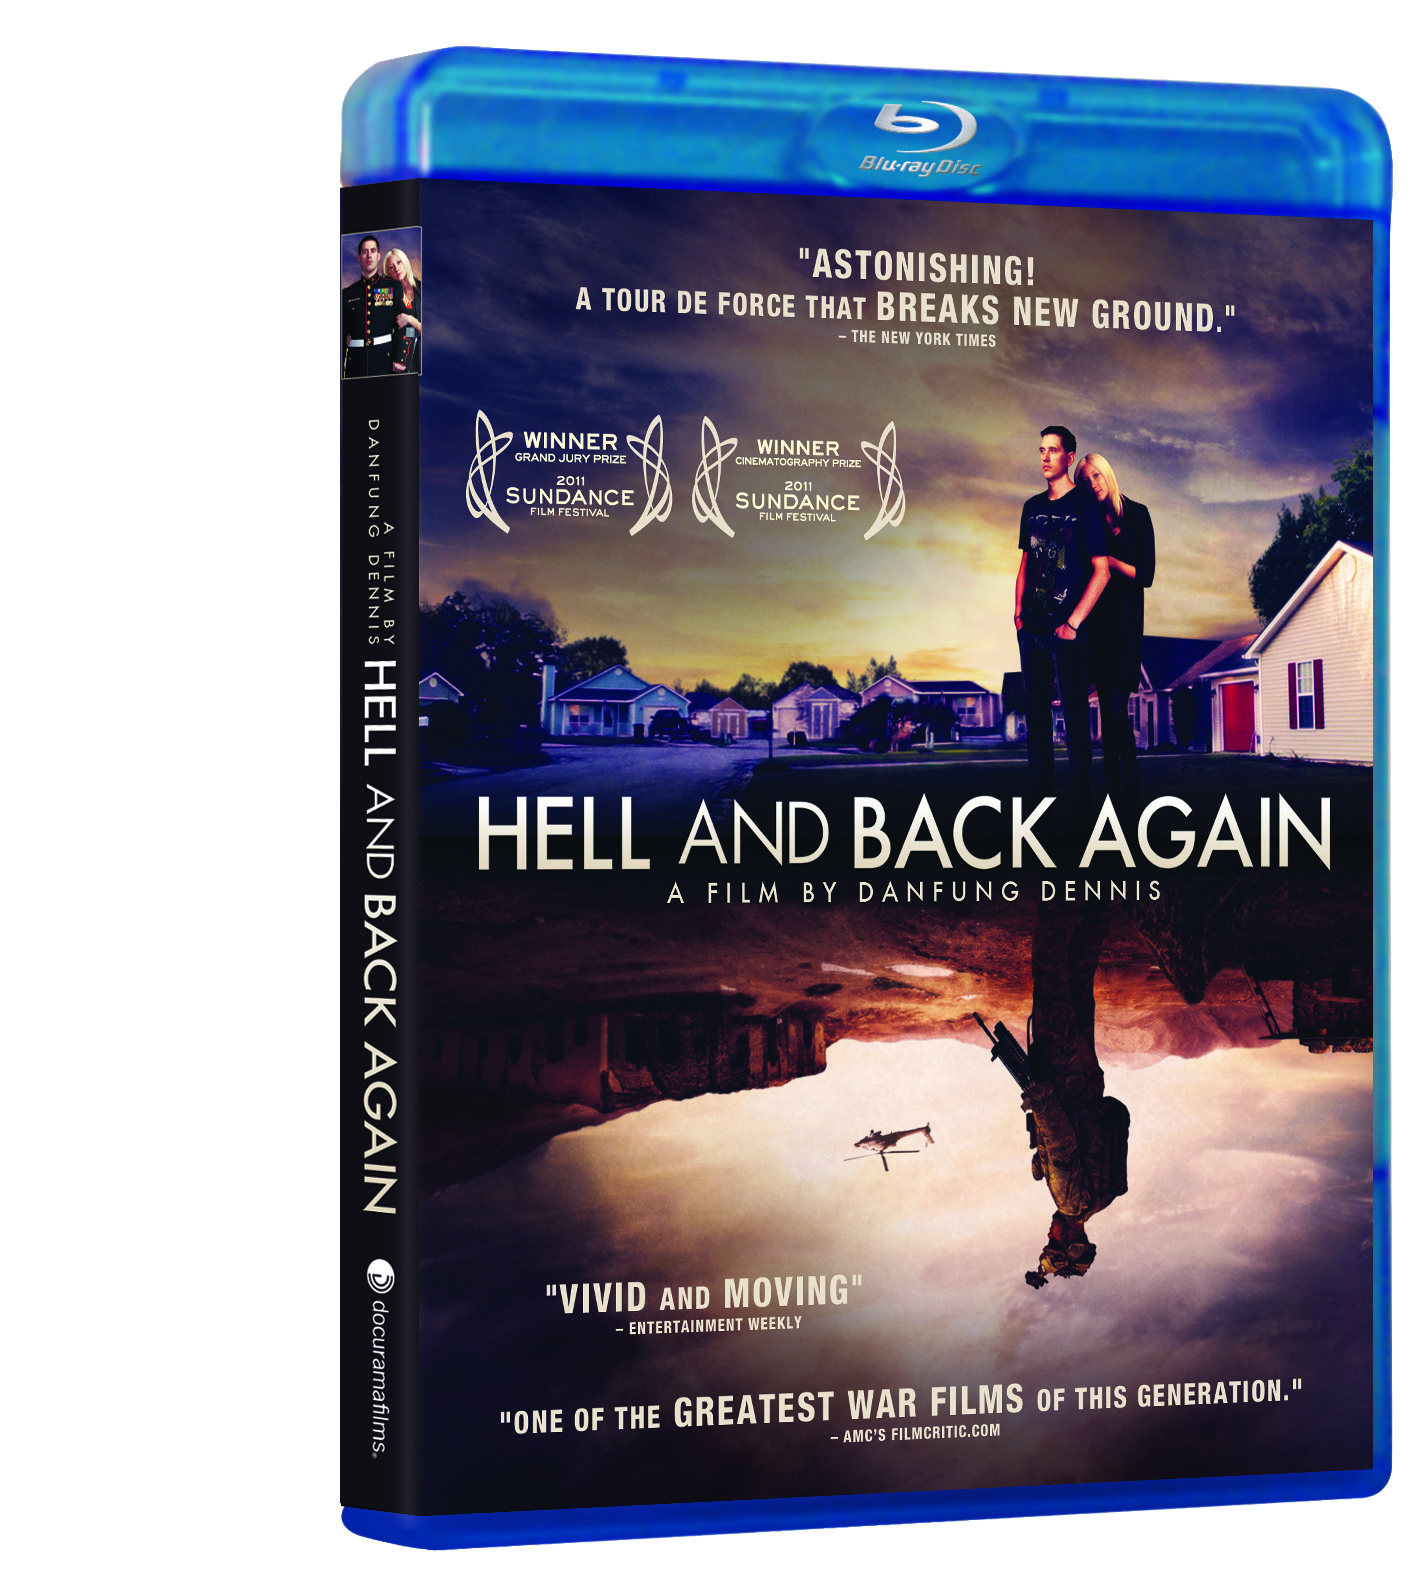 Blu-ray Disc
"ASTONISHING!
A TOUR DE FORCE THAT BREAKS NEW GROUND."
– THE NEW YORK TIMES
WINNER
GRAND JURY PRIZE
2011
SUNDANCE
FILM FESTIVAL
WINNER
CINEMATOGRAPHY PRIZE
2011
SUNDANCE
FILM FESTIVAL
HELL AND BACK AGAIN
A FILM BY DANFUNG DENNIS
"VIVID AND MOVING"
– ENTERTAINMENT WEEKLY
"ONE OF THE GREATEST WAR FILMS OF THIS GENERATION."
– AMC'S FILMCRITIC.COM
A FILM BY
DANFUNG DENNIS
HELL AND BACK AGAIN
docuramafilms®